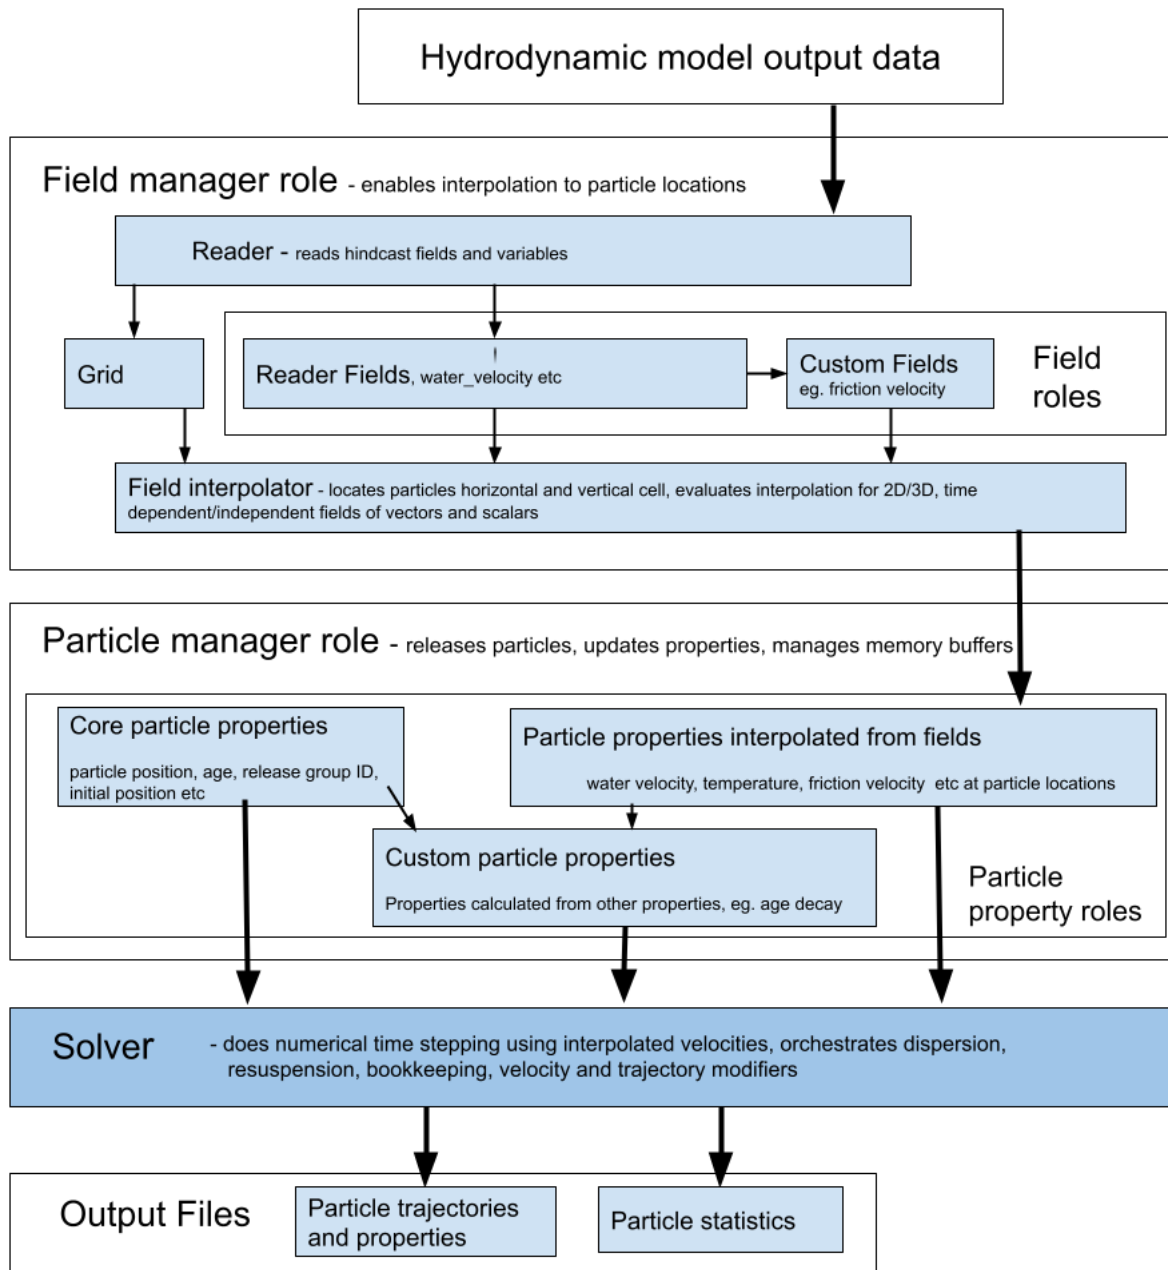 Hydrodynamic model output data
Field manager role - enables interpolation to particle locations
Reader - reads hindcast fields and variables
Grid
Reader Fields, water_velocity etc
Custom Fields
eg. friction velocity
Field
roles
Field interpolator - locates particles horizontal and vertical cell, evaluates interpolation for 2D/3D, time
dependent/independent fields of vectors and scalars
Particle manager role - releases particles, updates properties, manages memory buffers
Core particle properties
particle position, age, release group ID,
initial position etc
Particle properties interpolated from fields
water velocity, temperature, friction velocity etc at particle locations
Custom particle properties
Properties calculated from other properties, eg. age decay
Particle
property roles
Solver - does numerical time stepping using interpolated velocities, orchestrates dispersion,
resuspension, bookkeeping, velocity and trajectory modifiers
Output Files
Particle trajectories
and properties
Particle statistics